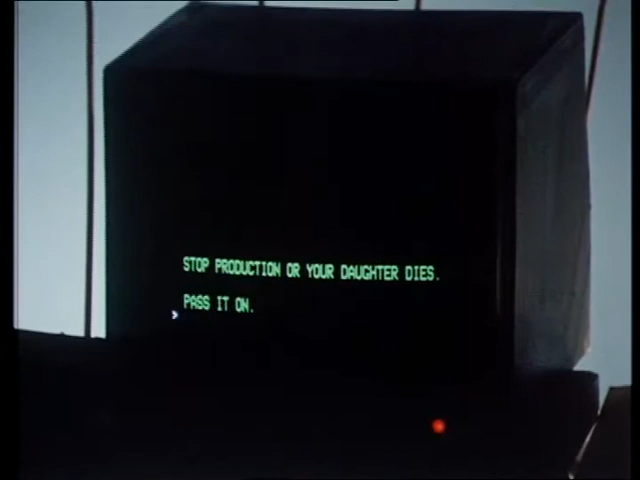 STOP PRODUCTION OR YOUR DAUGHTER DIES.
PASS IT ON.
>